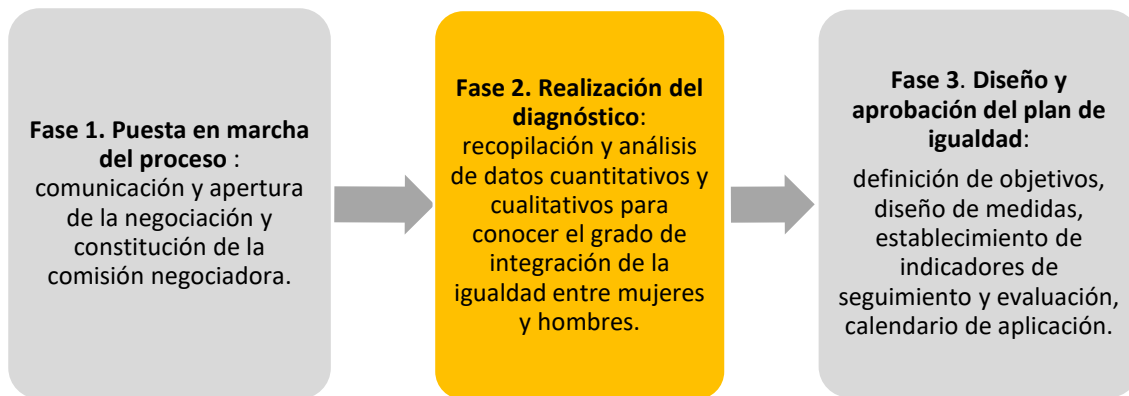 Fase 1. Puesta en marcha
del proceso :
comunicación y apertura
de la negociación y
constitución de la
comisión negociadora.
Fase 2. Realización del
diagnóstico:
recopilación y análisis
de datos cuantitativos y
cualitativos para
conocer el grado de
integración de la
igualdad entre mujeres
y hombres.
Fase 3. Diseño y
aprobación del plan de
igualdad:
definición de objetivos,
diseño de medidas,
establecimiento de
indicadores de
seguimiento y evaluación,
calendario de aplicación.